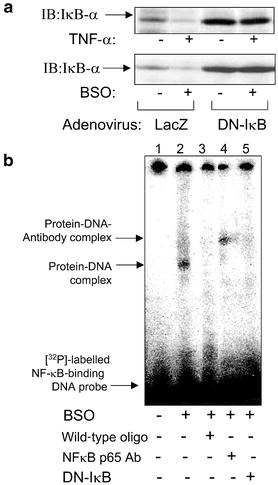 a
IB:IκB-α
TNF-α: - + - +
IB:IκB-α
BSO: - + - +
Adenovirus: LacZ DN-IκB
b
1 2 3 4 5
Protein-DNA-
Antibody complex
Protein-DNA
complex
[³²P]-labelled
NF-κB-binding
DNA probe
BSO - + + + +
Wild-type oligo - - + - -
NFκB p65 Ab - - - + -
DN-IκB - - - - +